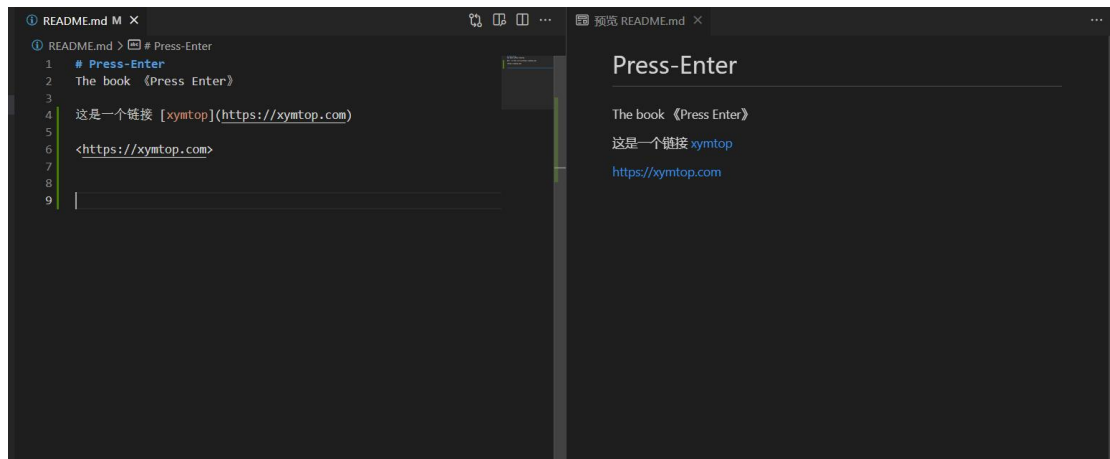 README.md M ×
README.md > # Press-Enter
1 # Press-Enter
2 The book 《Press Enter》
3
4 这是一个链接 [xymtop](https://xymtop.com)
5
6 <https://xymtop.com>
7
8
9
预览 README.md ×
Press-Enter
The book 《Press Enter》
这是一个链接 xymtop
https://xymtop.com